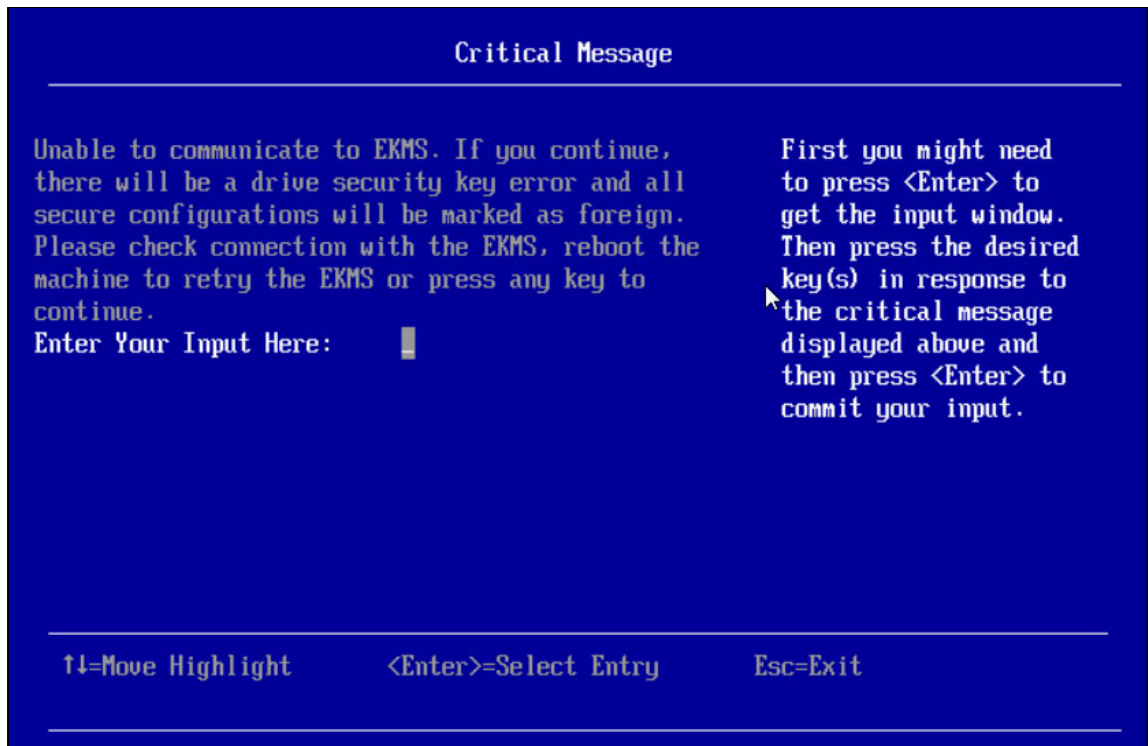 Critical Message
Unable to communicate to EKMS. If you continue,
there will be a drive security key error and all
secure configurations will be marked as foreign.
Please check connection with the EKMS, reboot the
machine to retry the EKMS or press any key to
continue.
Enter Your Input Here: _
First you might need
to press <Enter> to
get the input window.
Then press the desired
key(s) in response to
the critical message
displayed above and
then press <Enter> to
commit your input.
↑↓=Move Highlight <Enter>=Select Entry Esc=Exit